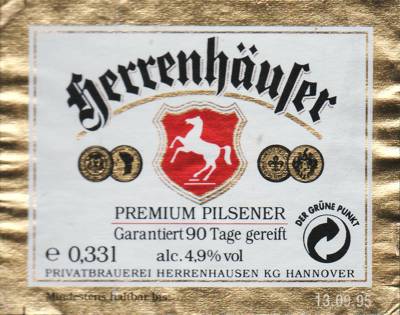 Herrenhäuser
PREMIUM PILSENER
Garantiert 90 Tage gereift
DER GRÜNE PUNKT
e 0,33l alc. 4,9% vol
PRIVATBRAUEREI HERRENHAUSEN KG HANNOVER
Mindestens haltbar bis:
13.09.95